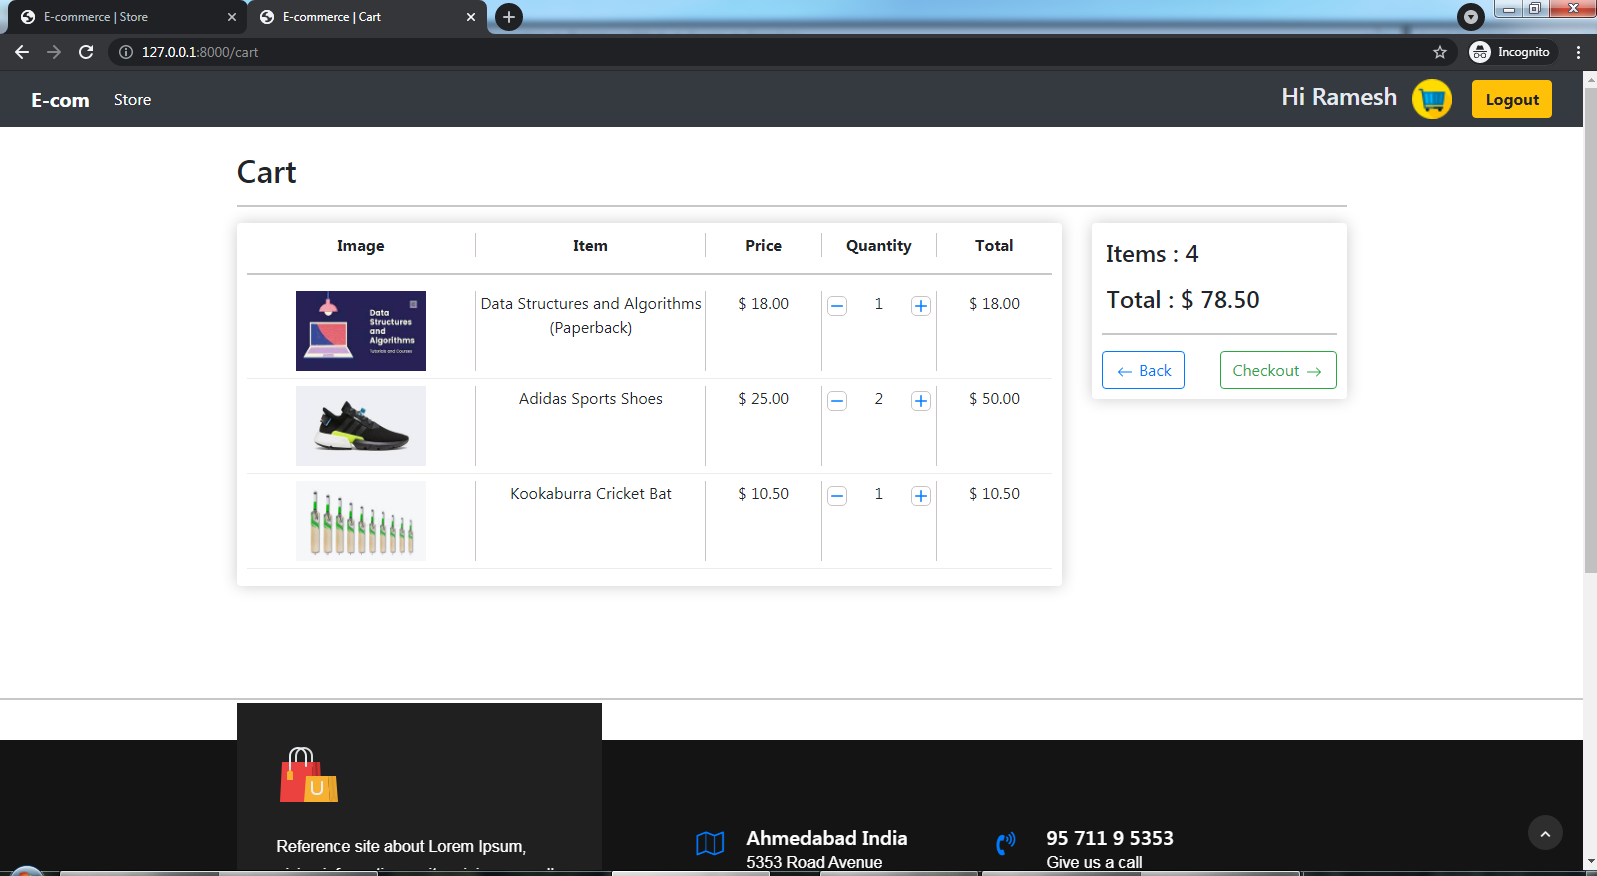 E-commerce | Store
E-commerce | Cart
127.0.0.1:8000/cart
Incognito
E-com
Store
Hi Ramesh
Logout
Cart
Image
Item
Price
Quantity
Total
Data
Structures
and
Algorithms
Tutorials and Courses
Data Structures and Algorithms
(Paperback)
$ 18.00
1
$ 18.00
Adidas Sports Shoes
$ 25.00
2
$ 50.00
Kookaburra Cricket Bat
$ 10.50
1
$ 10.50
Items : 4
Total : $ 78.50
← Back
Checkout →
U
Reference site about Lorem Ipsum,
Ahmedabad India
5353 Road Avenue
95 711 9 5353
Give us a call